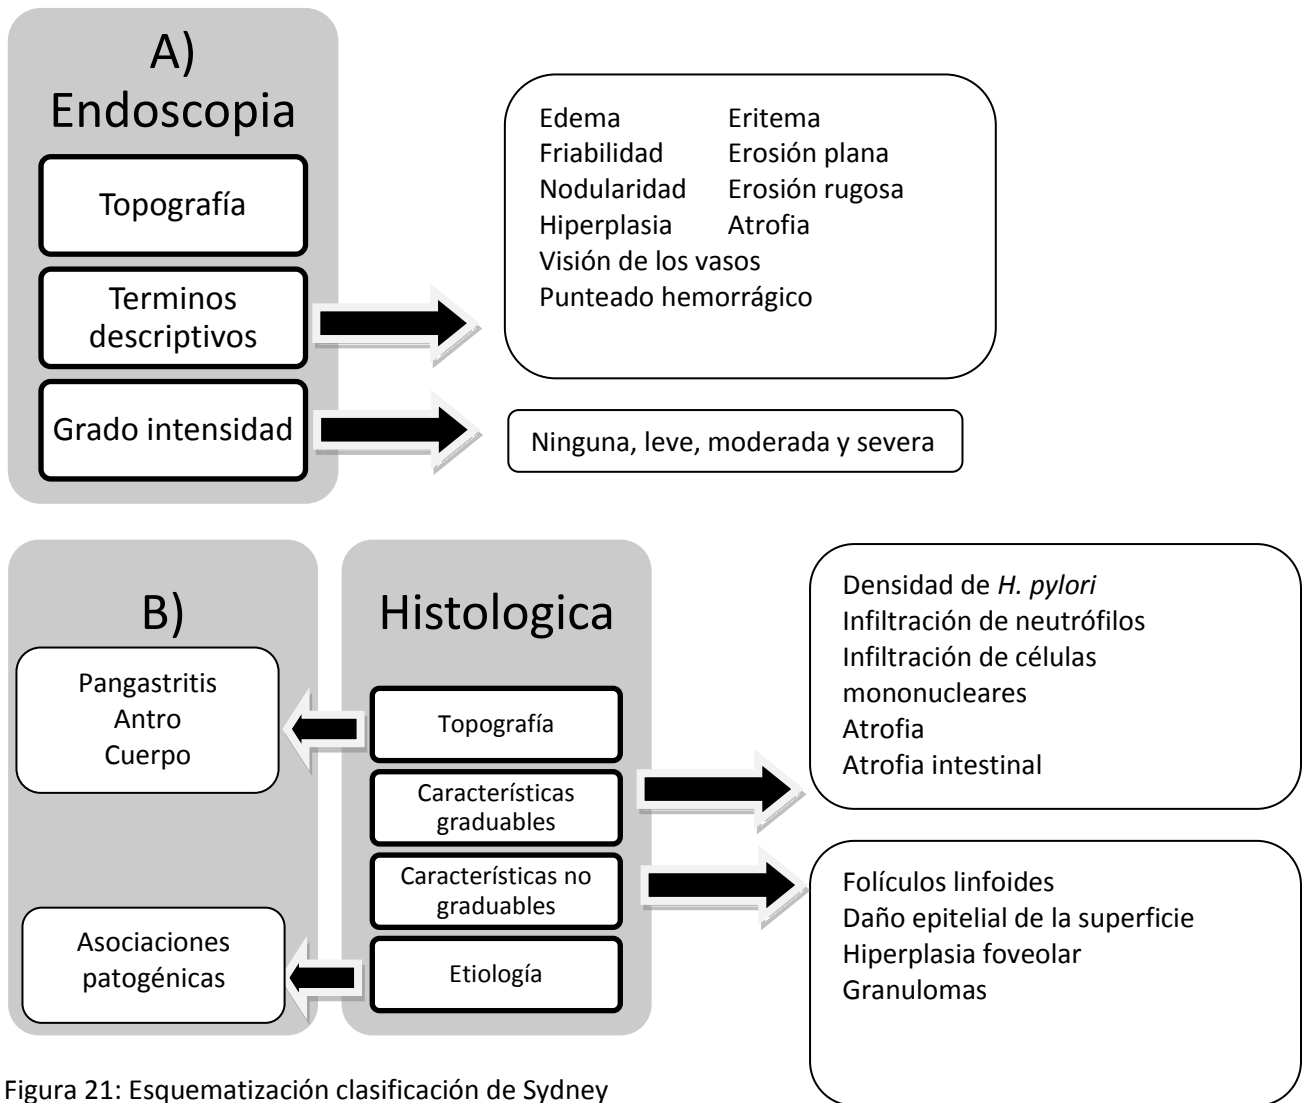 A)
Endoscopia
Topografía
Terminos
descriptivos
Grado intensidad
Edema Eritema
Friabilidad Erosión plana
Nodularidad Erosión rugosa
Hiperplasia Atrofia
Visión de los vasos
Punteado hemorrágico
Ninguna, leve, moderada y severa
B)
Pangastritis
Antro
Cuerpo
Asociaciones
patogénicas
Histologica
Topografía
Características
graduables
Características no
graduables
Etiología
Densidad de H. pylori
Infiltración de neutrófilos
Infiltración de células
mononucleares
Atrofia
Atrofia intestinal
Folículos linfoides
Daño epitelial de la superficie
Hiperplasia foveolar
Granulomas
Figura 21: Esquematización clasificación de Sydney